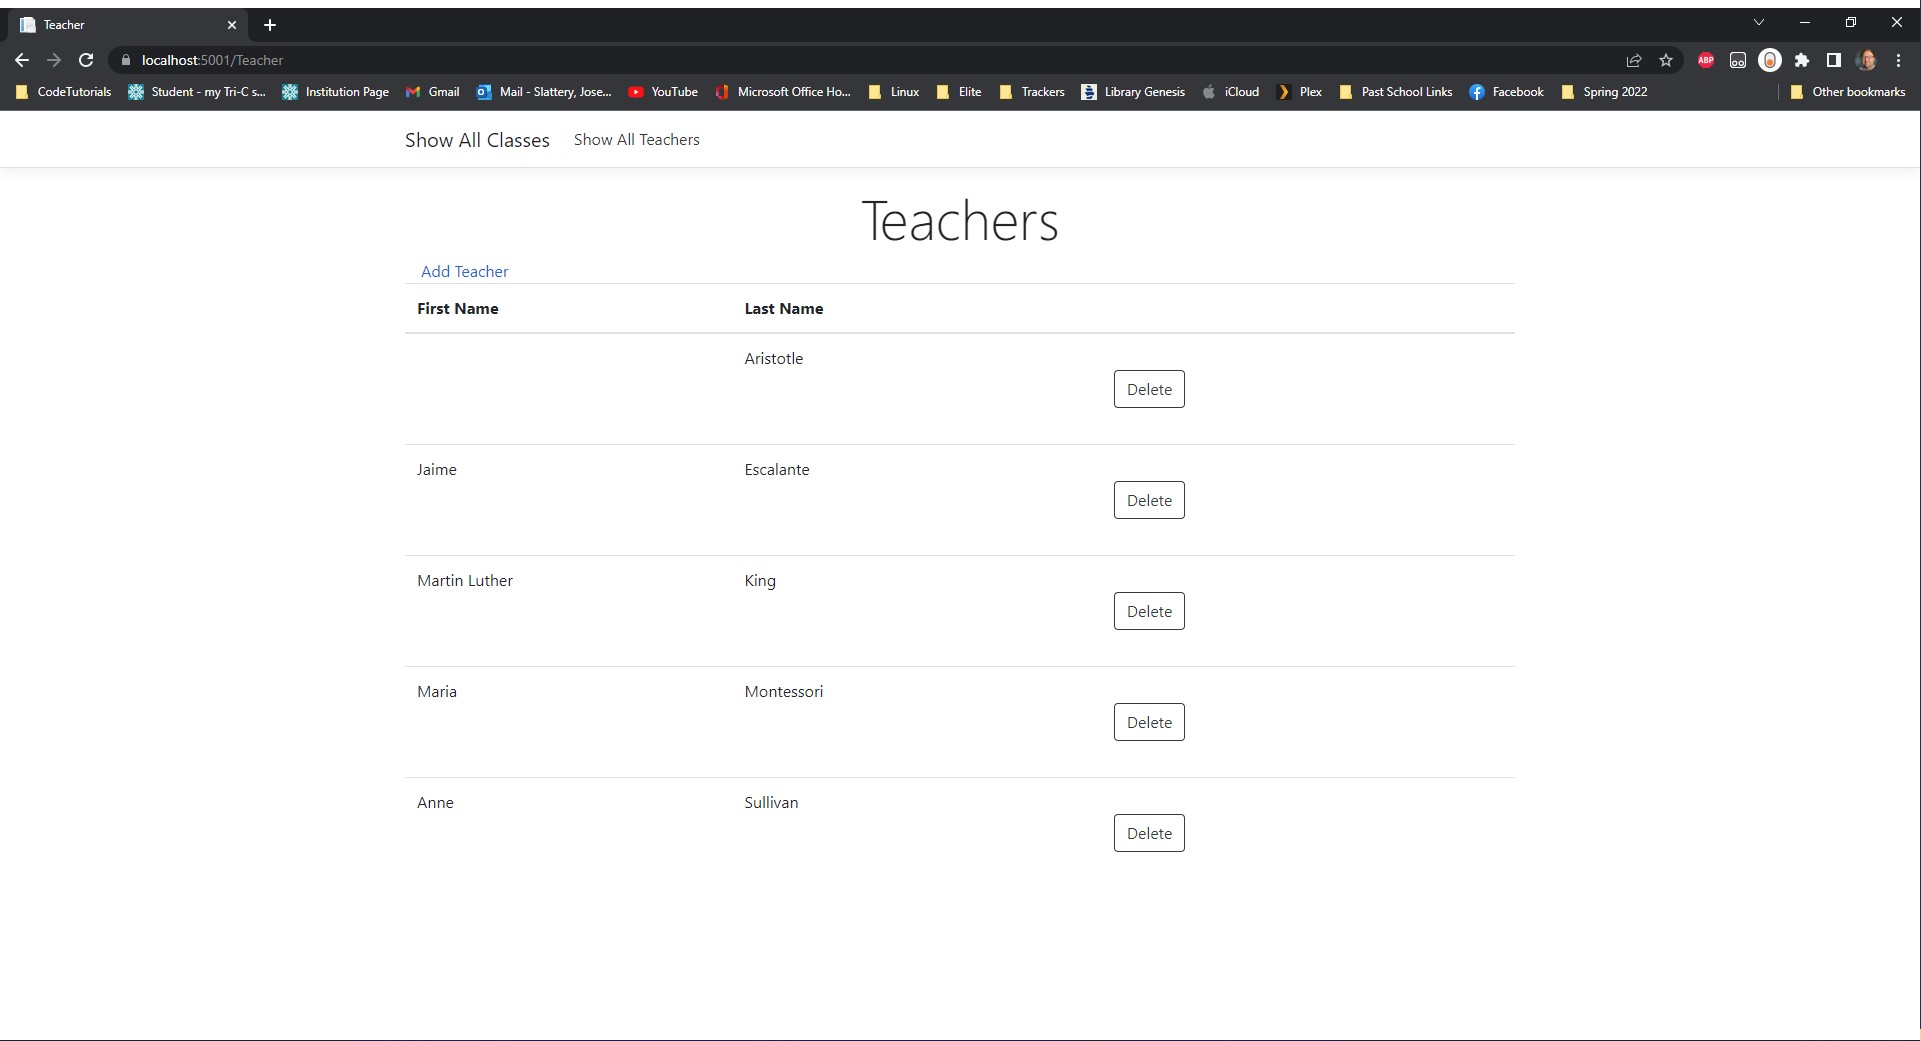 Teacher
localhost:5001/Teacher
ABP
CodeTutorials Student - my Tri-C s... Institution Page Gmail Mail - Slattery, Jose... YouTube Microsoft Office Ho... Linux Elite Trackers Library Genesis iCloud Plex Past School Links Facebook Spring 2022 Other bookmarks
Show All Classes Show All Teachers
Teachers
Add Teacher
First Name Last Name
Aristotle
Delete
Jaime Escalante
Delete
Martin Luther King
Delete
Maria Montessori
Delete
Anne Sullivan
Delete